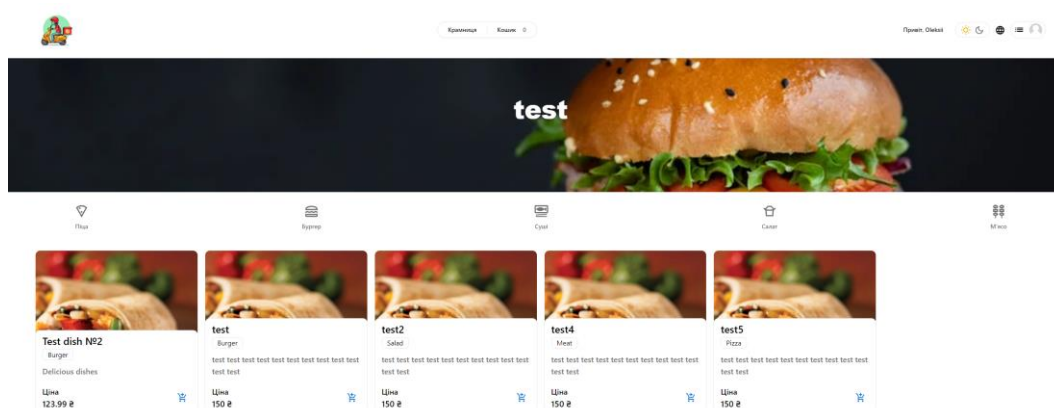 Крамниця Кошик 0
Привіт, Oleksii
test
Піца Бургер Суші Салат М'ясо
Test dish №2
Burger
Delicious dishes
Ціна
123.99 ₴
test
Burger
test test test test test test test test test test
test test
Ціна
150 ₴
test2
Salad
test test test test test test test test test test
test test
Ціна
150 ₴
test4
Meat
test test test test test test test test test test
test test
Ціна
150 ₴
test5
Pizza
test test test test test test test test test test
test test
Ціна
150 ₴